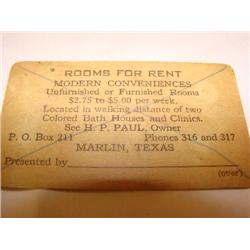 ROOMS FOR RENT
MODERN CONVENIENCES
Unfurnished or Furnished Rooms
$2.75 to $5.00 per week.
Located in walking distance of two
Colored Bath Houses and Clinics.
See H. P. PAUL, Owner
P. O. Box 211 Phones 316 and 317
MARLIN, TEXAS
Presented by
(over)